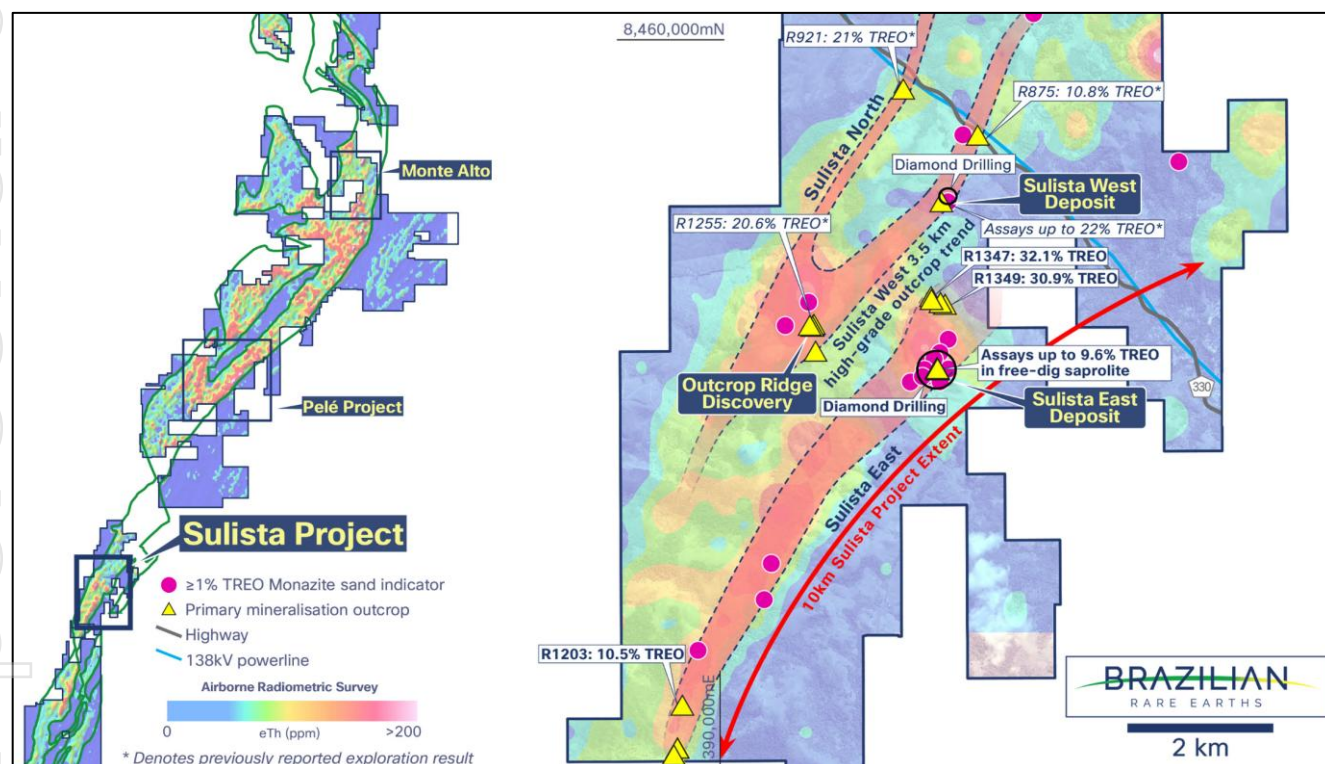 Monte Alto
Pelé Project
Sulista Project
≥1% TREO Monazite sand indicator
Primary mineralisation outcrop
Highway
138kV powerline
Airborne Radiometric Survey
0
eTh (ppm)
>200
* Denotes previously reported exploration result
8,460,000mN
R921: 21% TREO*
R875: 10.8% TREO*
Sulista North
Diamond Drilling
Sulista West
Deposit
Assays up to 22% TREO*
R1255: 20.6% TREO*
Sulista West 3.5 km
high-grade outcrop trend
R1347: 32.1% TREO
R1349: 30.9% TREO
Assays up to 9.6% TREO
in free-dig saprolite
Outcrop Ridge
Discovery
Diamond Drilling
Sulista East
Deposit
330
Sulista East
10km Sulista Project Extent
R1203: 10.5% TREO
390,000mE
BRAZILIAN
RARE EARTHS
2 km